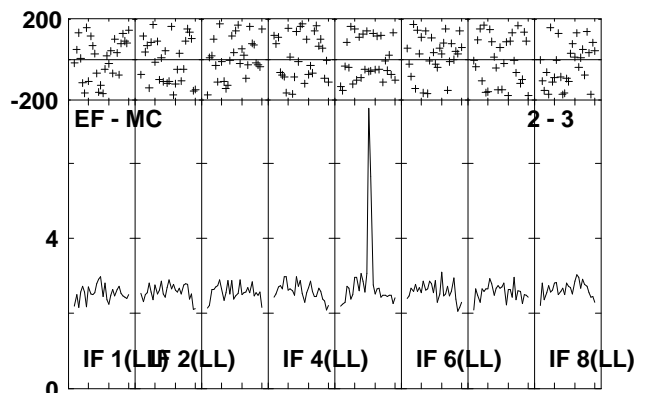 200
-200
EF - MC 2 - 3
4
IF 1(LL) IF 2(LL) IF 4(LL) IF 6(LL) IF 8(LL)
0